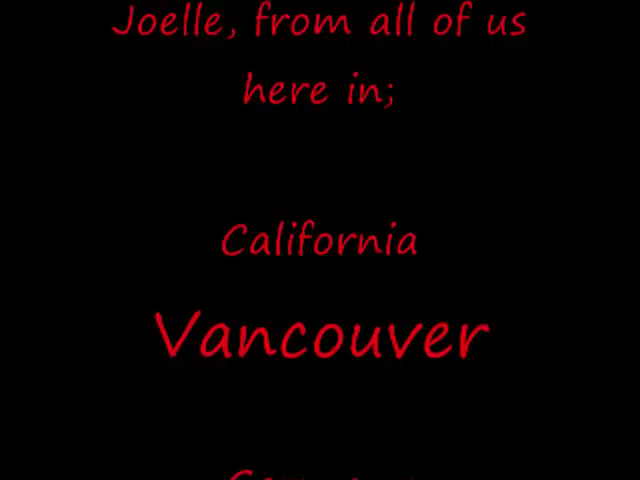 Joelle, from all of us
here in;
California
Vancouver